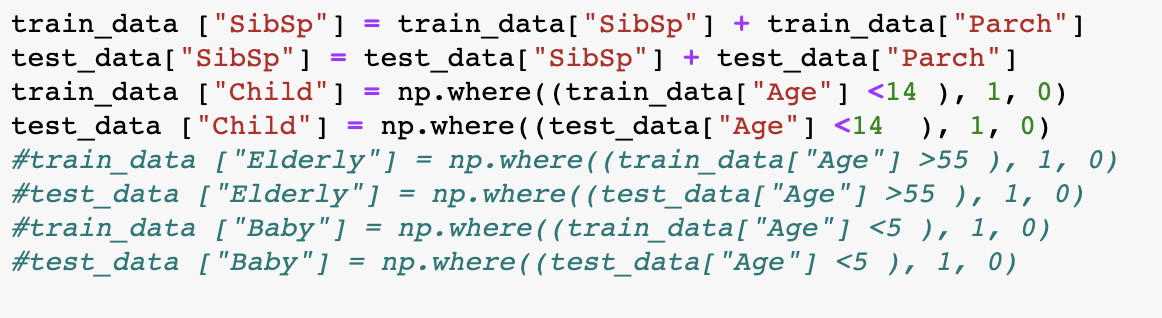 train_data ["SibSp"] = train_data["SibSp"] + train_data["Parch"]
test_data["SibSp"] = test_data["SibSp"] + test_data["Parch"]
train_data ["Child"] = np.where((train_data["Age"] <14 ), 1, 0)
test_data ["Child"] = np.where((test_data["Age"] <14  ), 1, 0)
#train_data ["Elderly"] = np.where((train_data["Age"] >55 ), 1, 0)
#test_data ["Elderly"] = np.where((test_data["Age"] >55 ), 1, 0)
#train_data ["Baby"] = np.where((train_data["Age"] <5 ), 1, 0)
#test_data ["Baby"] = np.where((test_data["Age"] <5 ), 1, 0)